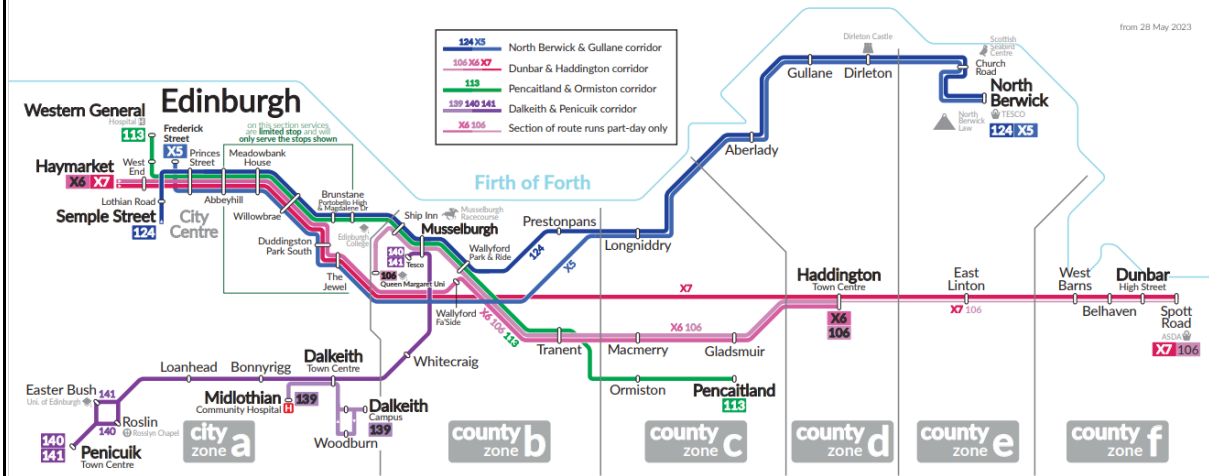 from 28 May 2023
124 X5
North Berwick & Gullane corridor
106 X6 X7
Dunbar & Haddington corridor
113
Pencaitland & Ormiston corridor
139 140 141
Dalkeith & Penicuik corridor
X6 106
Section of route runs part-day only
Edinburgh
on this section services
are limited stop and will
only serve the stops shown
Western General
Hospital H
113
Frederick
Street
X5
Princes
Street
Meadowbank
House
West
End
Haymarket
X6 X7
Lothian Road
Semple Street
124
City
Centre
Abbeyhill
Willowbrae
Duddingston
Park South
The
Jewel
Brunstane
Portobello High
& Magdalene Dr
Edinburgh
College
Ship Inn
Musselburgh
Racecourse
Musselburgh
140
141
Tesco
106
Queen Margaret Uni
Wallyford
Park & Ride
Wallyford
Fa'Side
Firth of Forth
Prestonpans
124
X5
Longniddry
Aberlady
Gullane
Dirleton
Dirleton Castle
Scottish
Seabird
Centre
Church
Road
North
Berwick
TESCO
124 X5
North
Berwick
Law
X7
X6 106 113
Tranent
X6 106
Macmerry
Gladsmuir
Haddington
Town Centre
X6
106
East
Linton
X7 106
West
Barns
Belhaven
Dunbar
High Street
Spott
Road
ASDA
X7 106
Ormiston
Pencaitland
113
Whitecraig
Dalkeith
Town Centre
Bonnyrigg
Loanhead
Midlothian
Community Hospital H
139
Dalkeith
Campus
139
Woodburn
Easter Bush
Uni. of Edinburgh
141
140
Roslin
Rosslyn Chapel
140
141
Penicuik
Town Centre
city
zone a
county
zone b
county
zone c
county
zone d
county
zone e
county
zone f